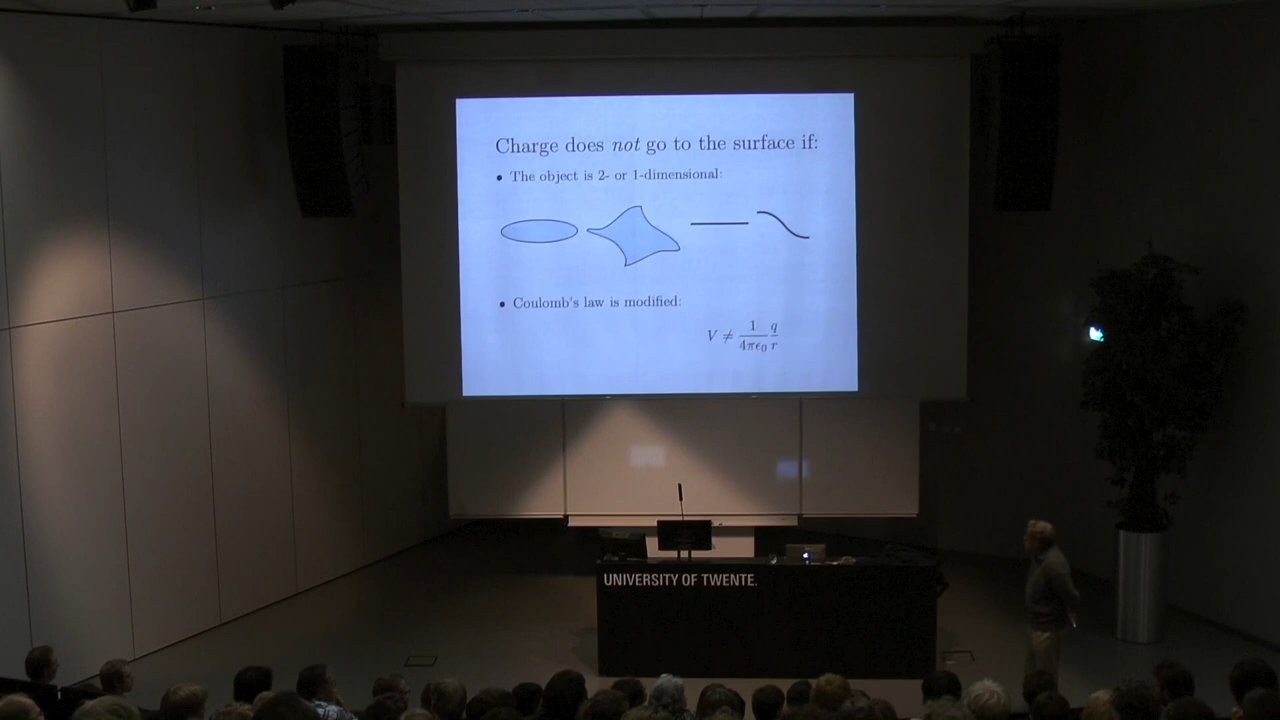 Charge does not go to the surface if:
• The object is 2- or 1-dimensional:
• Coulomb's law is modified:
V ≠ 1/4πϵ₀ q/r
UNIVERSITY OF TWENTE.